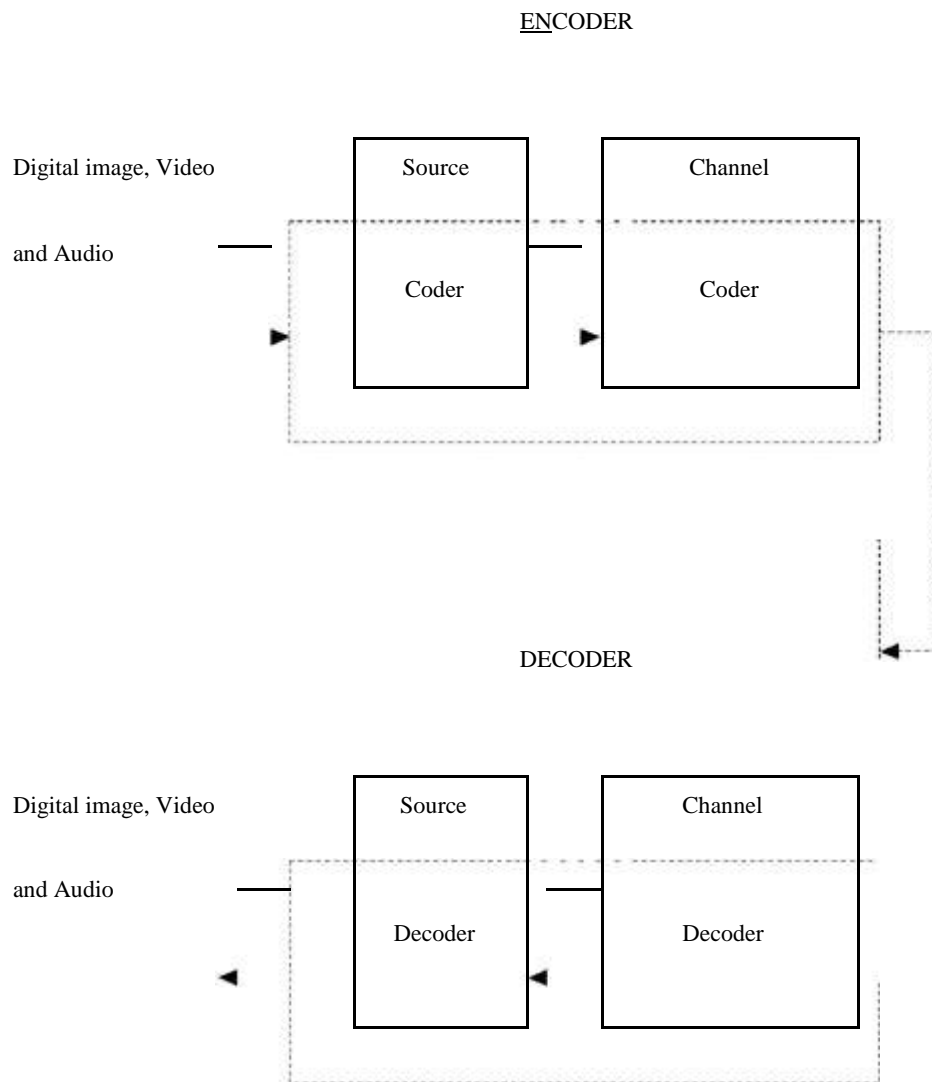 ENCODER
Digital image, Video
Source
Channel
and Audio
Coder
Coder
DECODER
Digital image, Video
Source
Channel
and Audio
Decoder
Decoder